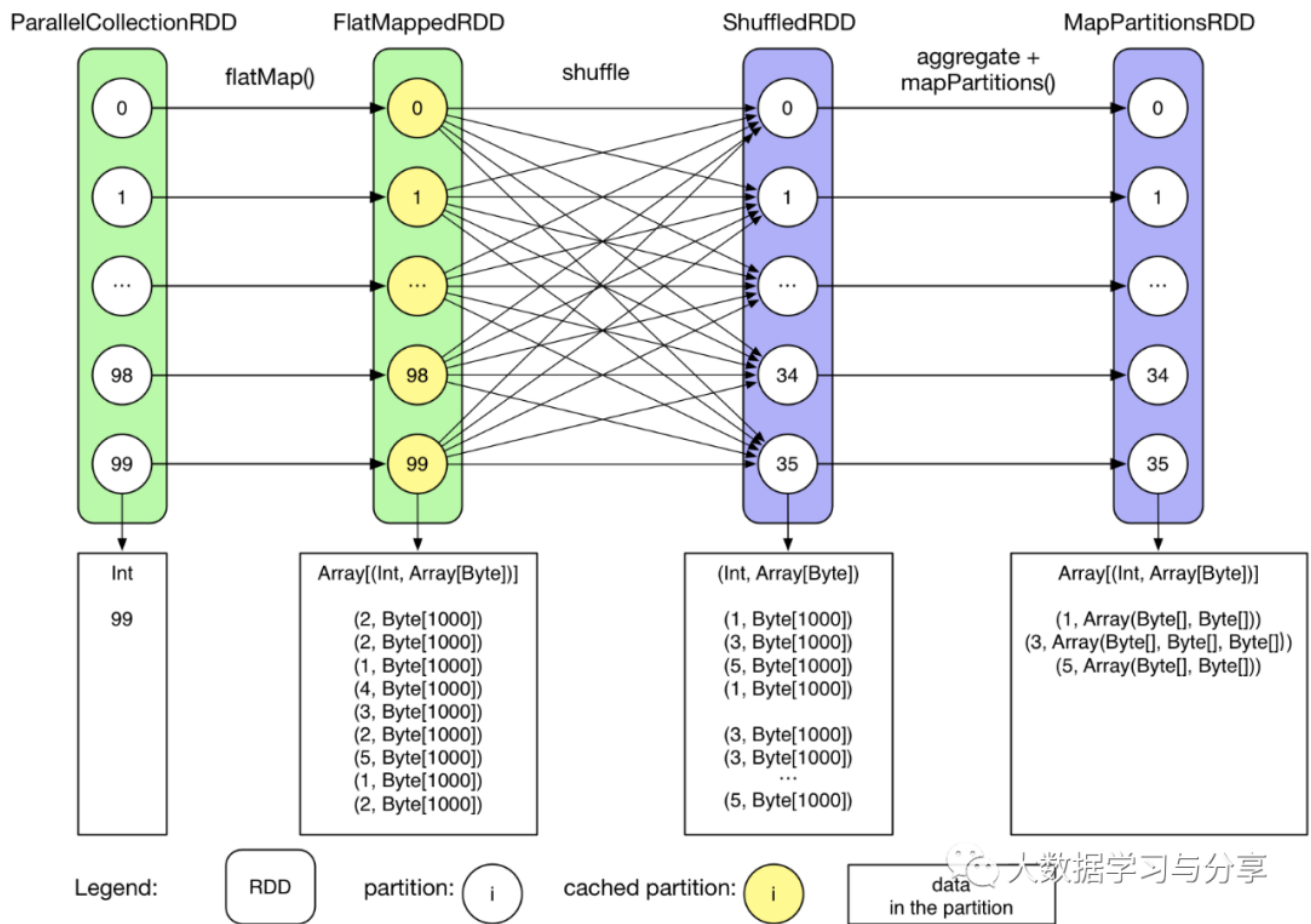 ParallelCollectionRDD
FlatMappedRDD
ShuffledRDD
MapPartitionsRDD
flatMap()
shuffle
aggregate +
mapPartitions()
0
0
0
0
1
1
1
1
...
...
...
...
98
98
34
34
99
99
35
35
Int
99
Array[(Int, Array[Byte])]
(2, Byte[1000])
(2, Byte[1000])
(1, Byte[1000])
(4, Byte[1000])
(3, Byte[1000])
(2, Byte[1000])
(5, Byte[1000])
(1, Byte[1000])
(2, Byte[1000])
(Int, Array[Byte])
(1, Byte[1000])
(3, Byte[1000])
(5, Byte[1000])
(1, Byte[1000])
(3, Byte[1000])
(3, Byte[1000])
...
(5, Byte[1000])
Array[(Int, Array[Byte])]
(1, Array(Byte[], Byte[]))
(3, Array(Byte[], Byte[], Byte[]))
(5, Array(Byte[], Byte[]))
Legend:
RDD
partition:
i
cached partition:
i
data
in the partition
大数据学习与分享